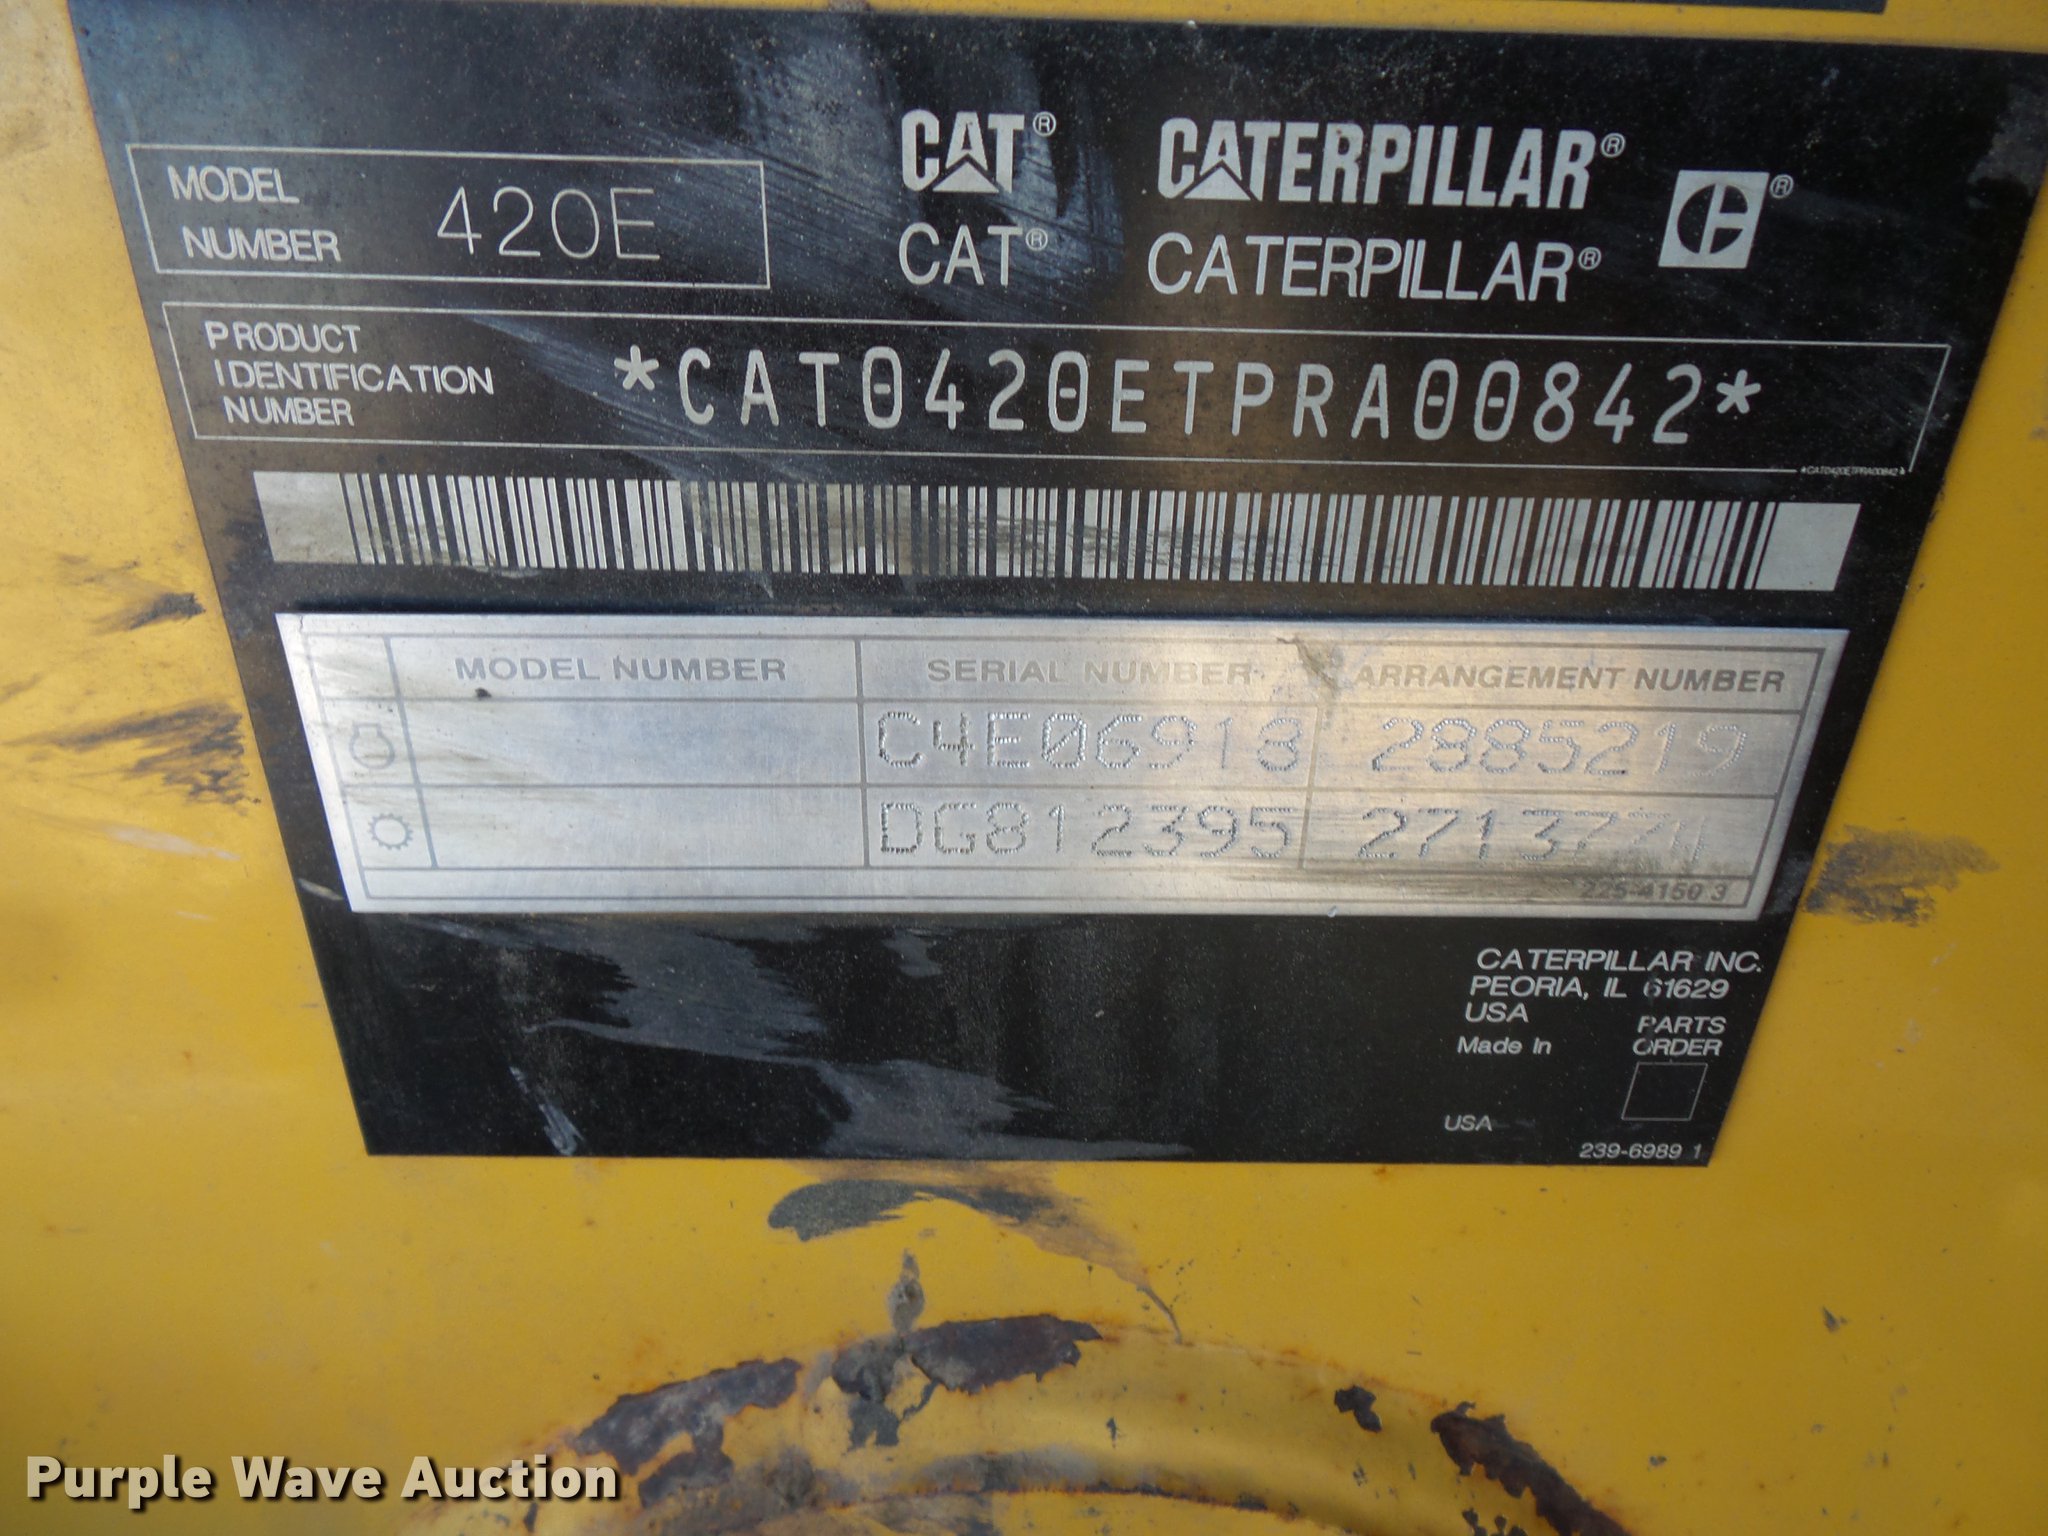 MODEL NUMBER 420E
CAT® CATERPILLAR® ®
CAT® CATERPILLAR®
PRODUCT
IDENTIFICATION
NUMBER
*CAT0420ETPRA00842*
*CAT0420ETPRA00842*
MODEL NUMBER SERIAL NUMBER ARRANGEMENT NUMBER
C4E06918 2885219
DG812395
225-4150 3
CATERPILLAR INC.
PEORIA, IL 61629
USA
PARTS
Made In ORDER
USA
239-6989 1
Purple Wave Auction